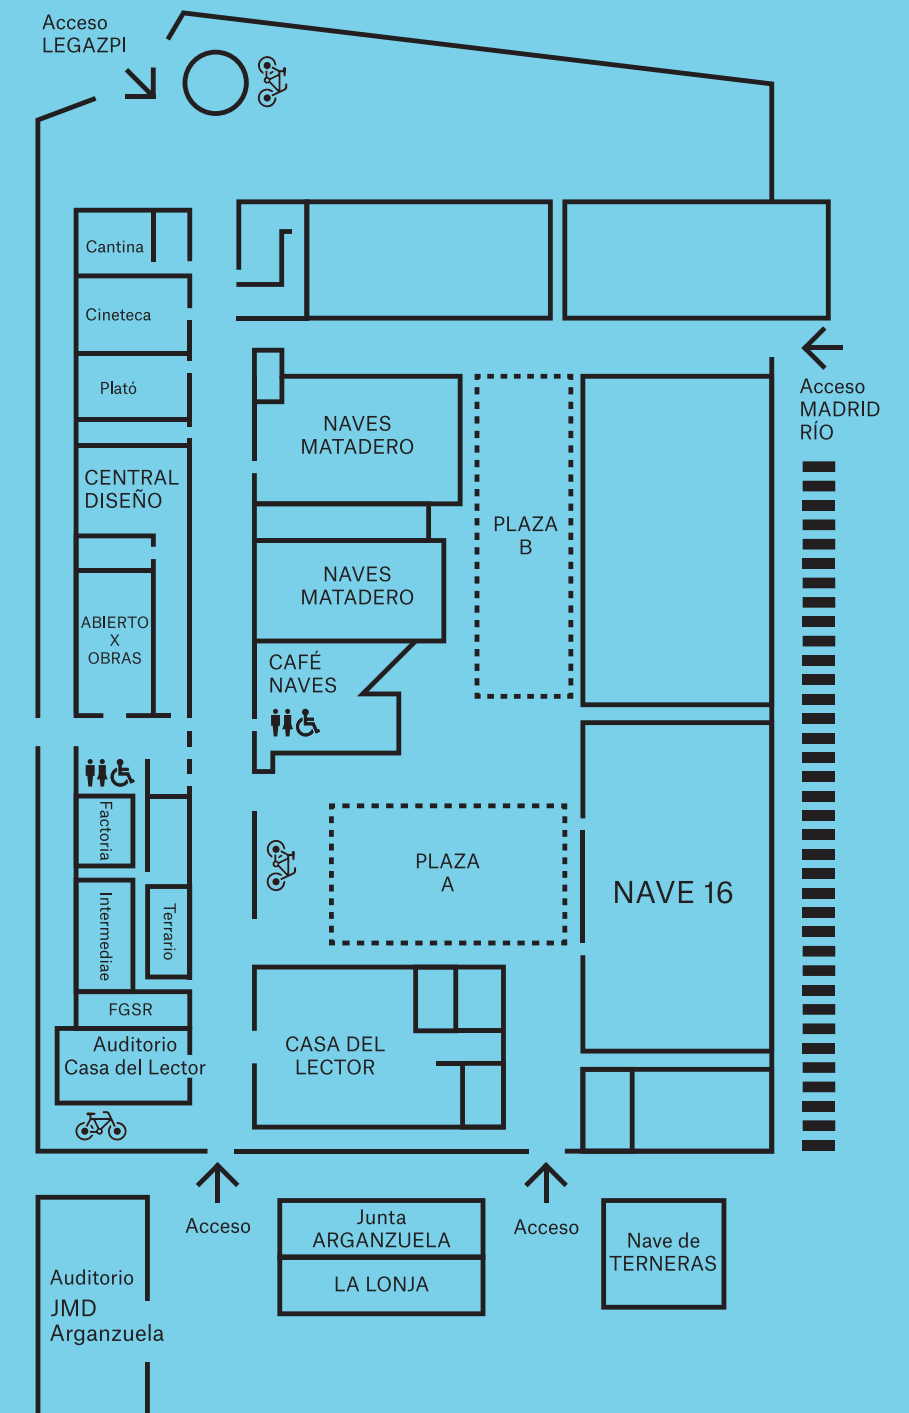 Acceso
LEGAZPI
Cantina
Cineteca
Plató
CENTRAL
DISEÑO
ABIERTO
X
OBRAS
NAVES
MATADERO
NAVES
MATADERO
CAFÉ
NAVES
PLAZA
B
Acceso
MADRID
RÍO
Factoria
Intermediae
Terrario
FGSR
Auditorio
Casa del Lector
PLAZA
A
NAVE 16
CASA DEL
LECTOR
Acceso
Junta
ARGANZUELA
LA LONJA
Acceso
Nave de
TERNERAS
Auditorio
JMD
Arganzuela